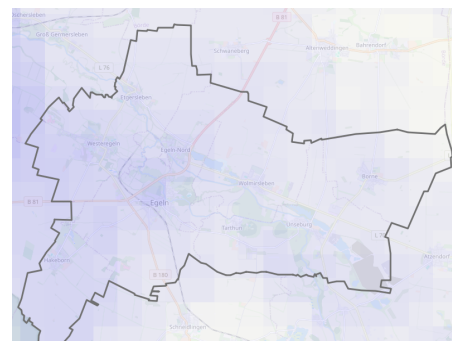 Groß Germersleben
B 81
Schwaneberg
Altenweddingen
Bahrendorf
L 76
Etgersleben
Westeregeln
Egeln-Nord
Wolmirsleben
Borne
B 81
Egeln
Tarthun
Unseburg
L 70
Hakeborn
B 180
Schneidlingen